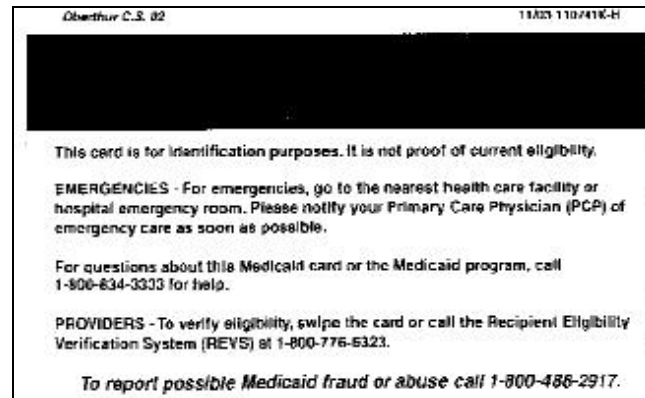 Oberthur C.S. 02
11/03 110741K-H
This card is for identification purposes. It is not proof of current eligibility.
EMERGENCIES - For emergencies, go to the nearest health care facility or
hospital emergency room. Please notify your Primary Care Physician (PCP) of
emergency care as soon as possible.
For questions about this Medicaid card or the Medicaid program, call
1-800-834-3333 for help.
PROVIDERS - To verify eligibility, swipe the card or call the Recipient Eligibility
Verification System (REVS) at 1-800-776-6323.
To report possible Medicaid fraud or abuse call 1-800-488-2917.